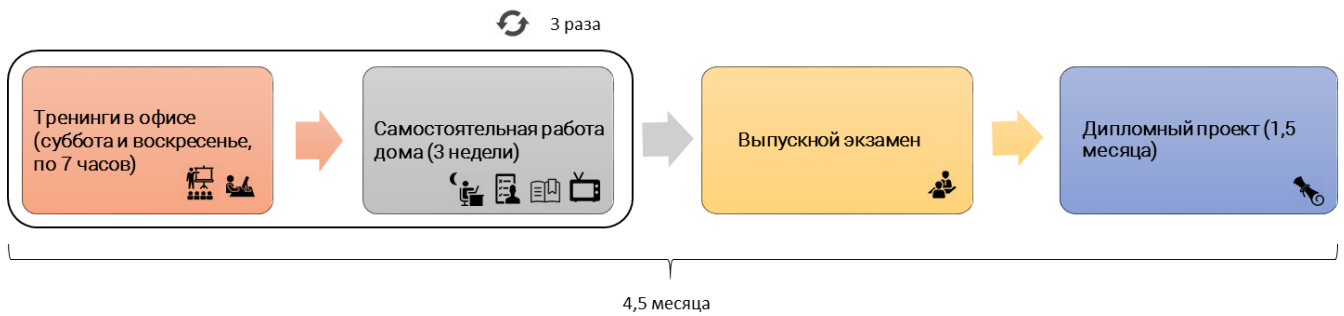 3 раза
Тренинги в офисе
(суббота и воскресенье,
по 7 часов)
Самостоятельная работа
дома (3 недели)
Выпускной экзамен
Дипломный проект (1,5
месяца)
4,5 месяца